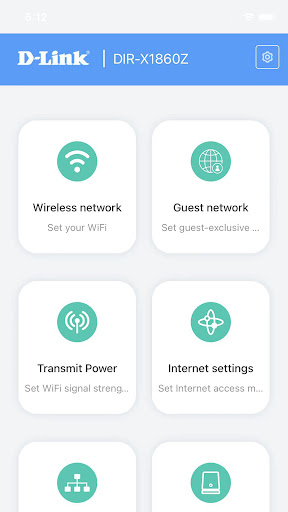 5:12
D-Link
DIR-X1860Z
Wireless network
Guest network
Set your WiFi
Set guest-exclusive ...
Transmit Power
Internet settings
Set WiFi signal streng...
Set Internet access m...